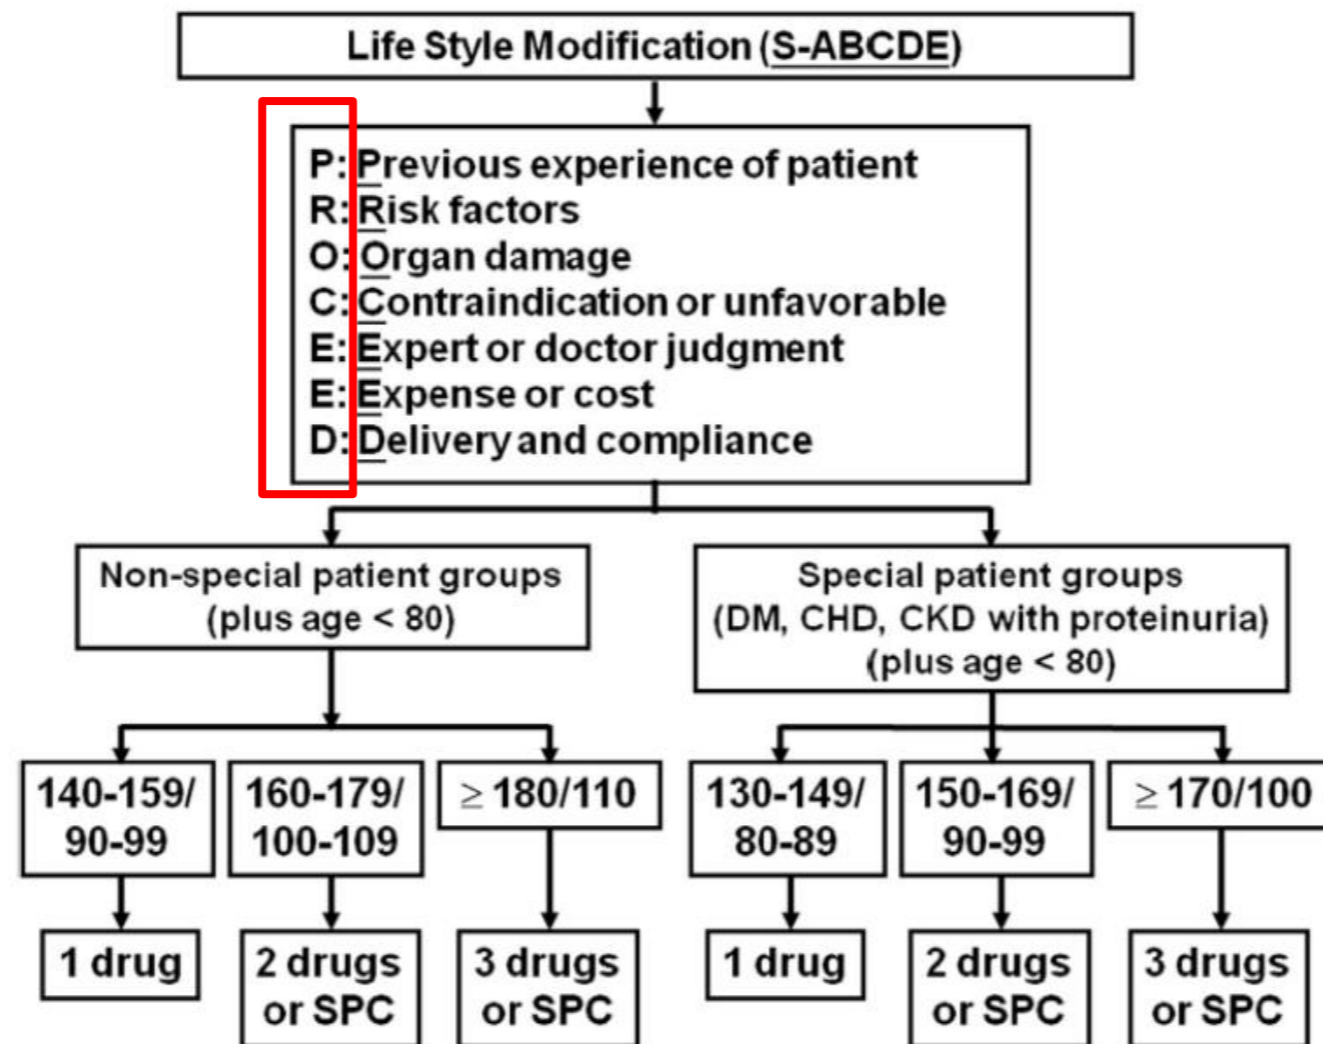 Life Style Modification (S-ABCDE)
P: Previous experience of patient
R: Risk factors
O: Organ damage
C: Contraindication or unfavorable
E: Expert or doctor judgment
E: Expense or cost
D: Delivery and compliance
Non-special patient groups
(plus age < 80)
Special patient groups
(DM, CHD, CKD with proteinuria)
(plus age < 80)
140-159/
90-99
160-179/
100-109
≥ 180/110
130-149/
80-89
150-169/
90-99
≥ 170/100
1 drug
2 drugs
or SPC
3 drugs
or SPC
1 drug
2 drugs
or SPC
3 drugs
or SPC